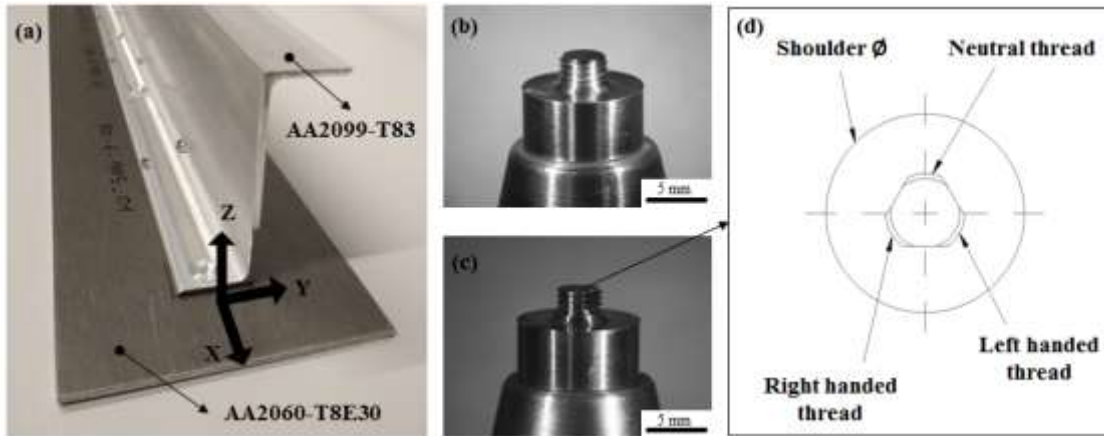 (a)
AA2099-T83
Z
Y
X
AA2060-T8E30
(b)
5 mm
(c)
5 mm
(d)
Shoulder Ø
Neutral thread
Left handed
thread
Right handed
thread